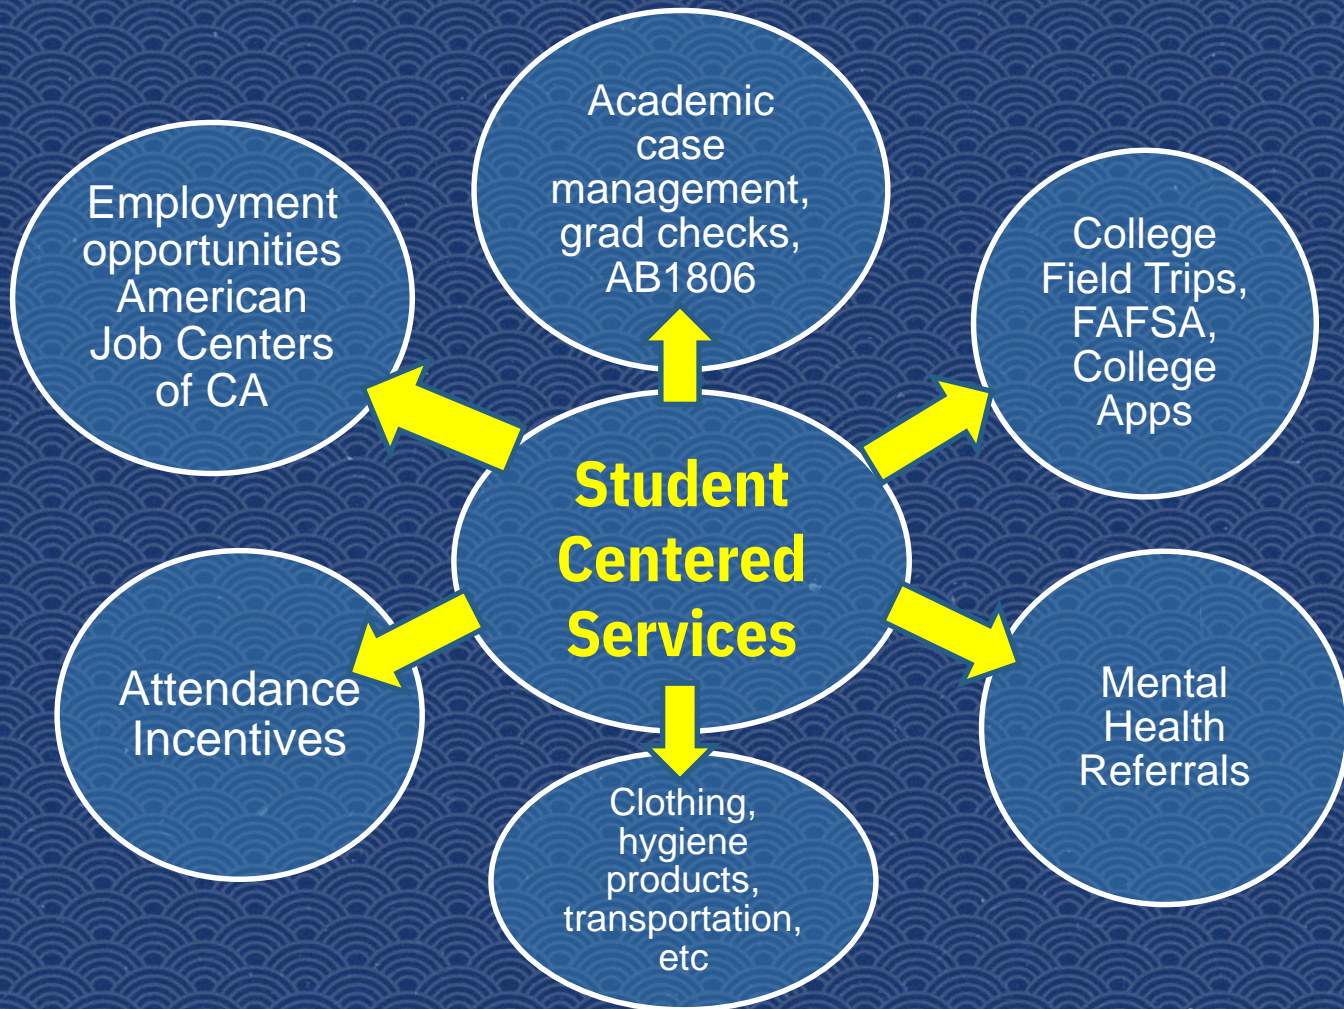 Academic
case
management,
grad checks,
AB1806
Employment
opportunities
American
Job Centers
of CA
College
Field Trips,
FAFSA,
College
Apps
Student
Centered
Services
Attendance
Incentives
Mental
Health
Referrals
Clothing,
hygiene
products,
transportation,
etc